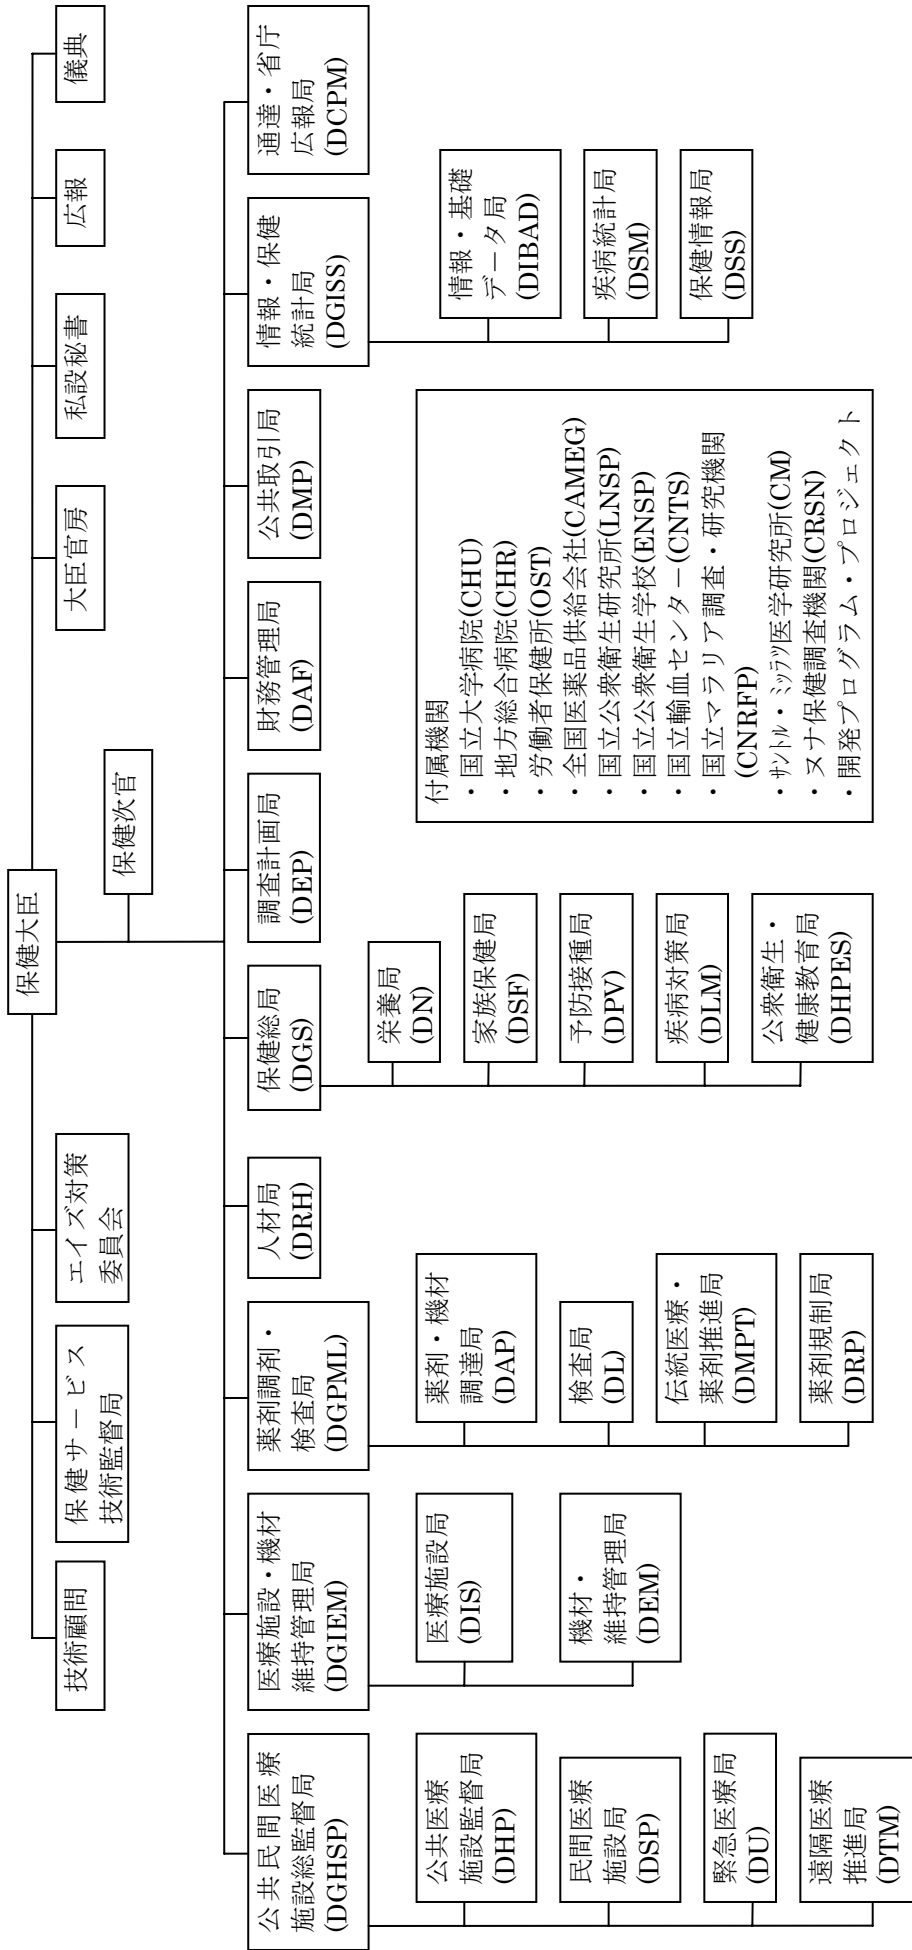 保健大臣
保健次官
技術顧問
保健サービス
技術監督局
エイズ対策
委員会
大臣官房
私設秘書
広報
儀典
公共民間医療
施設総監督局
(DGHSP)
公共医療
施設監督局
(DHP)
民間医療
施設局
(DSP)
緊急医療局
(DU)
遠隔医療
推進局
(DTM)
医療施設・機材
維持管理局
(DGIEM)
医療施設局
(DIS)
機材・
維持管理局
(DEM)
薬剤調剤・
検査局
(DGPML)
薬剤・機材
調達局
(DAP)
検査局
(DL)
伝統医療・
薬剤推進局
(DMPT)
薬剤規制局
(DRP)
人材局
(DRH)
保健総局
(DGS)
栄養局
(DN)
家族保健局
(DSF)
予防接種局
(DPV)
疾病対策局
(DLM)
公衆衛生・
健康教育局
(DHPES)
調査計画局
(DEP)
財務管理局
(DAF)
公共取引局
(DMP)
情報・保健
統計局
(DGISS)
情報・基礎
データ局
(DIBAD)
疾病統計局
(DSM)
保健情報局
(DSS)
通達・省庁
広報局
(DCPM)
付属機関
・国立大学病院(CHU)
・地方総合病院(CHR)
・労働者保健所(OST)
・全国医薬品供給会社(CAMEG)
・国立公衆衛生研究所(LNSP)
・国立公衆衛生学校(ENSP)
・国立輸血センター(CNTS)
・国立マラリア調査・研究機関
(CNRFP)
・ｻﾝﾄﾙ・ﾐｯﾗｯｽﾞ医学研究所(CM)
・ヌナ保健調査機関(CRSN)
・開発プログラム・プロジェクト